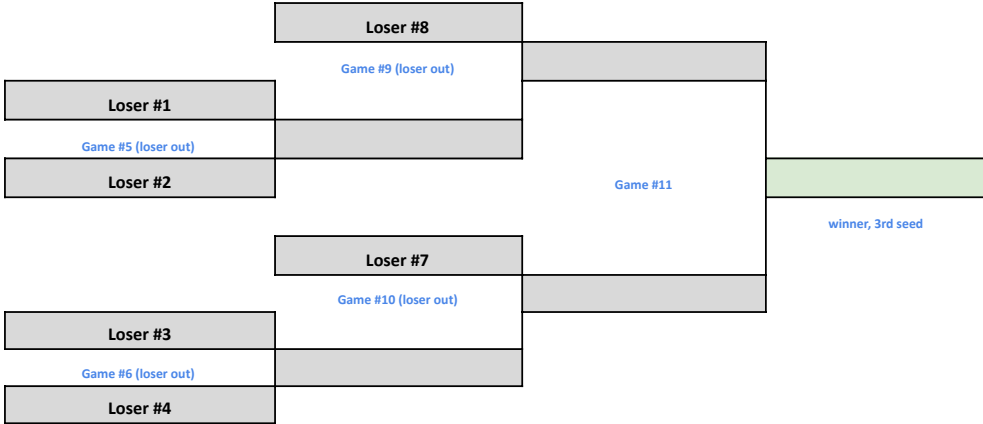 Loser #8
Game #9 (loser out)
Loser #1
Game #5 (loser out)
Loser #2
Game #11
winner, 3rd seed
Loser #7
Game #10 (loser out)
Loser #3
Game #6 (loser out)
Loser #4